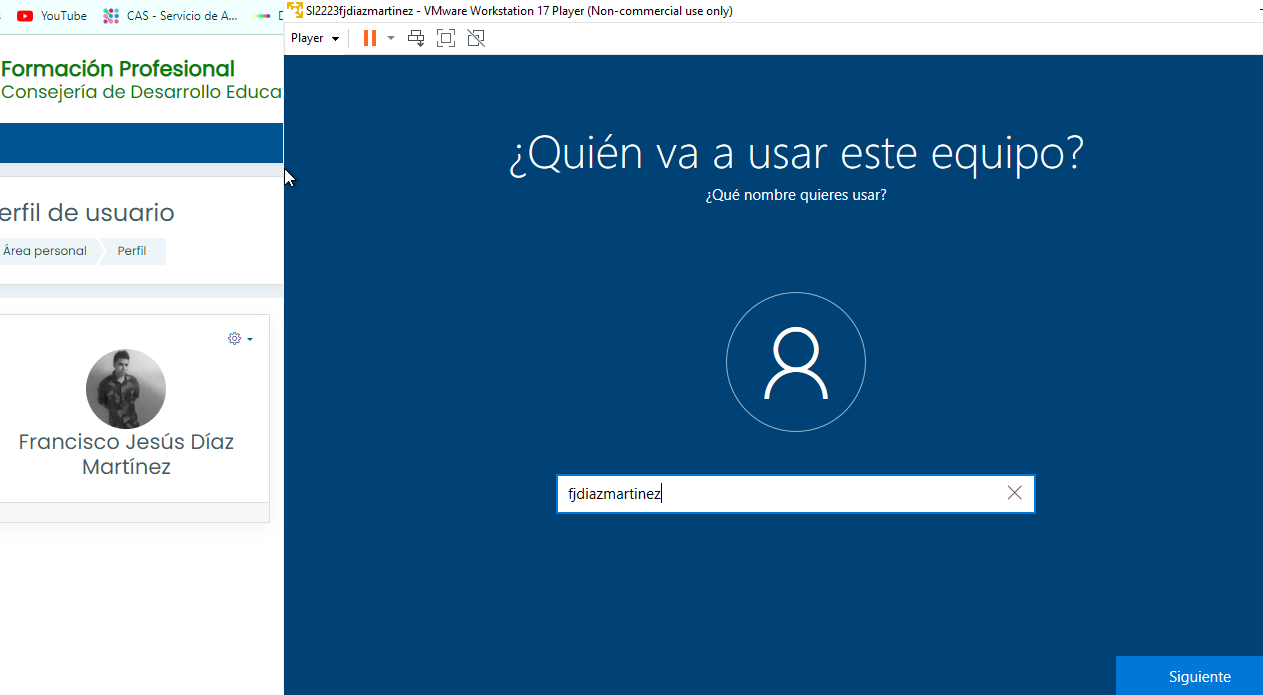 YouTube
CAS - Servicio de A...
SI2223fjdiazmartinez - VMware Workstation 17 Player (Non-commercial use only)
Player
Formación Profesional
Consejería de Desarrollo Educa
erfil de usuario
Área personal
Perfil
Francisco Jesús Díaz
Martínez
¿Quién va a usar este equipo?
¿Qué nombre quieres usar?
fjdiazmartinez
Siguiente